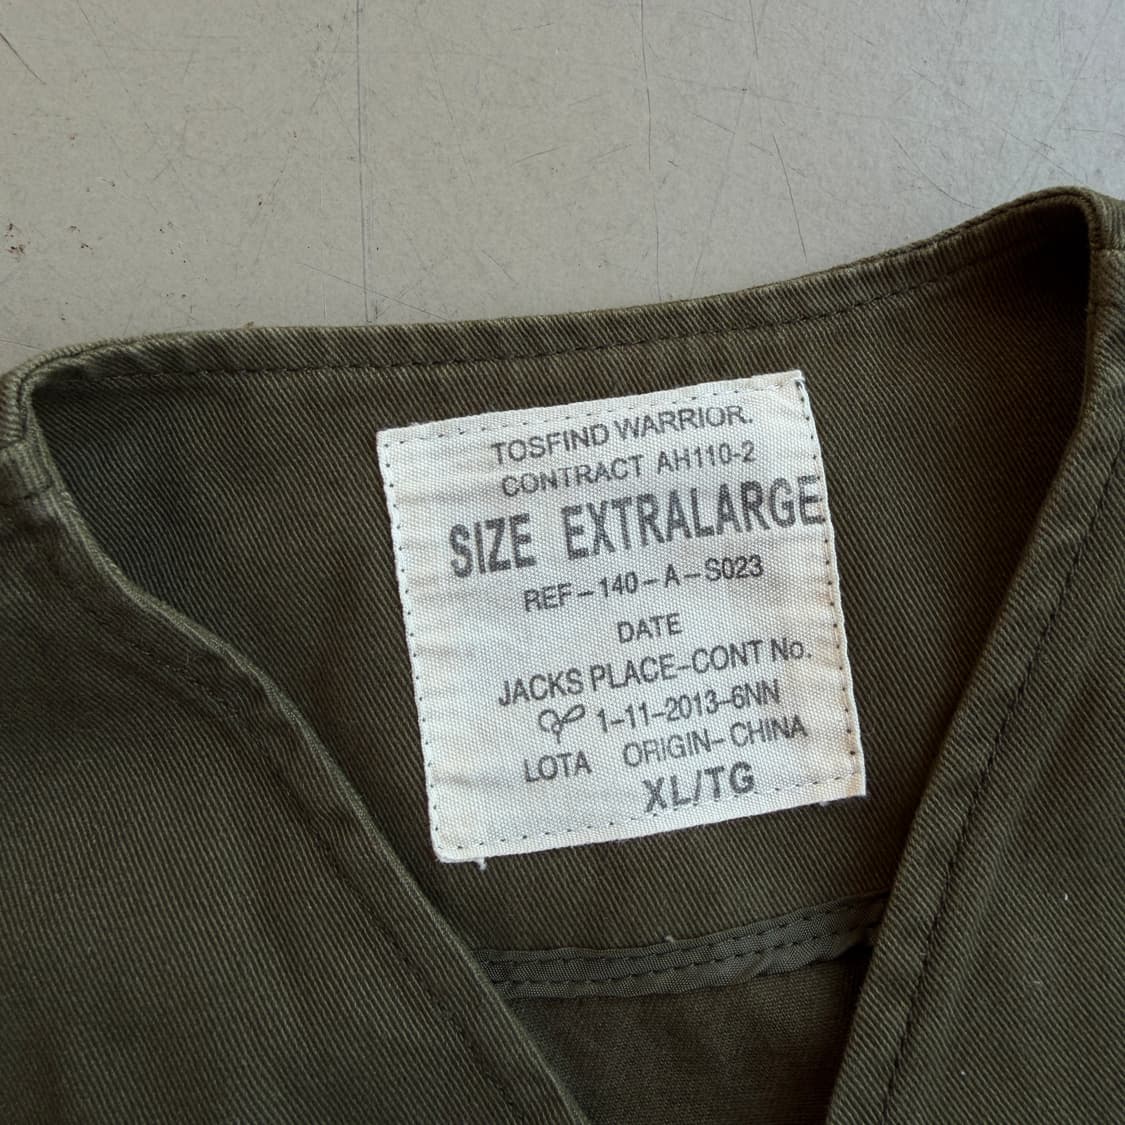 TOSFIND WARRIOR.
CONTRACT AH110-2
SIZE EXTRALARGE
REF-140-A-S023
DATE
JACKS PLACE-CONT No.
1-11-2013-6NN
LOTA ORIGIN-CHINA
XL/TG